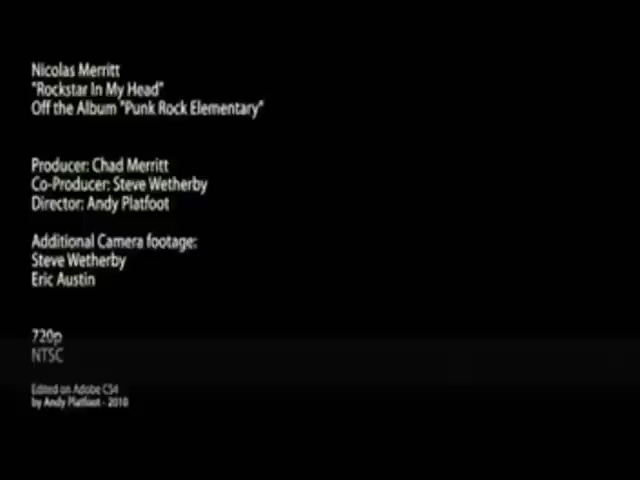 Nicolas Merritt
"Rockstar In My Head"
Off the Album "Punk Rock Elementary"
Producer: Chad Merritt
Co-Producer: Steve Wetherby
Director: Andy Platfoot
Additional Camera footage:
Steve Wetherby
Eric Austin
720p
NTSC
Edited on Adobe CS4
by Andy Platfoot - 2010